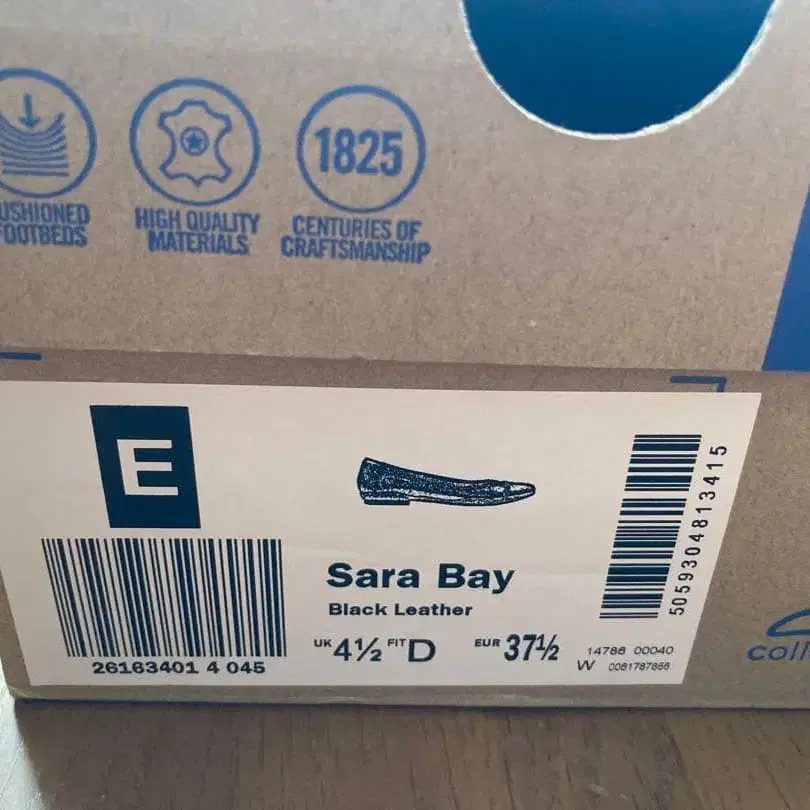 USHIONED
OOTBEDS
HIGH QUALITY
MATERIALS
1825
CENTURIES OF
CRAFTSMANSHIP
E
26163401 4 045
Sara Bay
Black Leather
UK 4½ FIT D EUR 37½
14786 00040
W 0061787866
5059304813415
coll